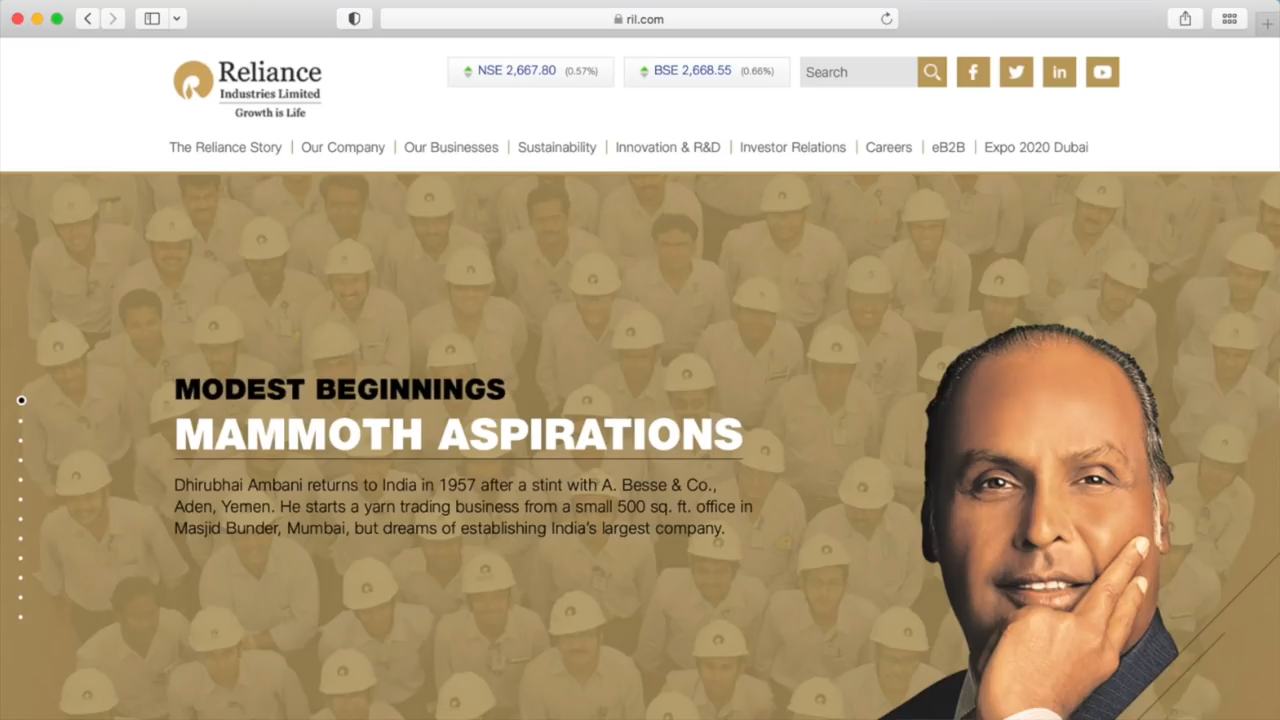 ril.com
Reliance
Industries Limited
Growth is Life
NSE 2,667.80 (0.57%)
BSE 2,668.55 (0.66%)
Search
The Reliance Story | Our Company | Our Businesses | Sustainability | Innovation & R&D | Investor Relations | Careers | eB2B | Expo 2020 Dubai
MODEST BEGINNINGS
MAMMOTH ASPIRATIONS
Dhirubhai Ambani returns to India in 1957 after a stint with A. Besse & Co.,
Aden, Yemen. He starts a yarn trading business from a small 500 sq. ft. office in
Masjid Bunder, Mumbai, but dreams of establishing India's largest company.